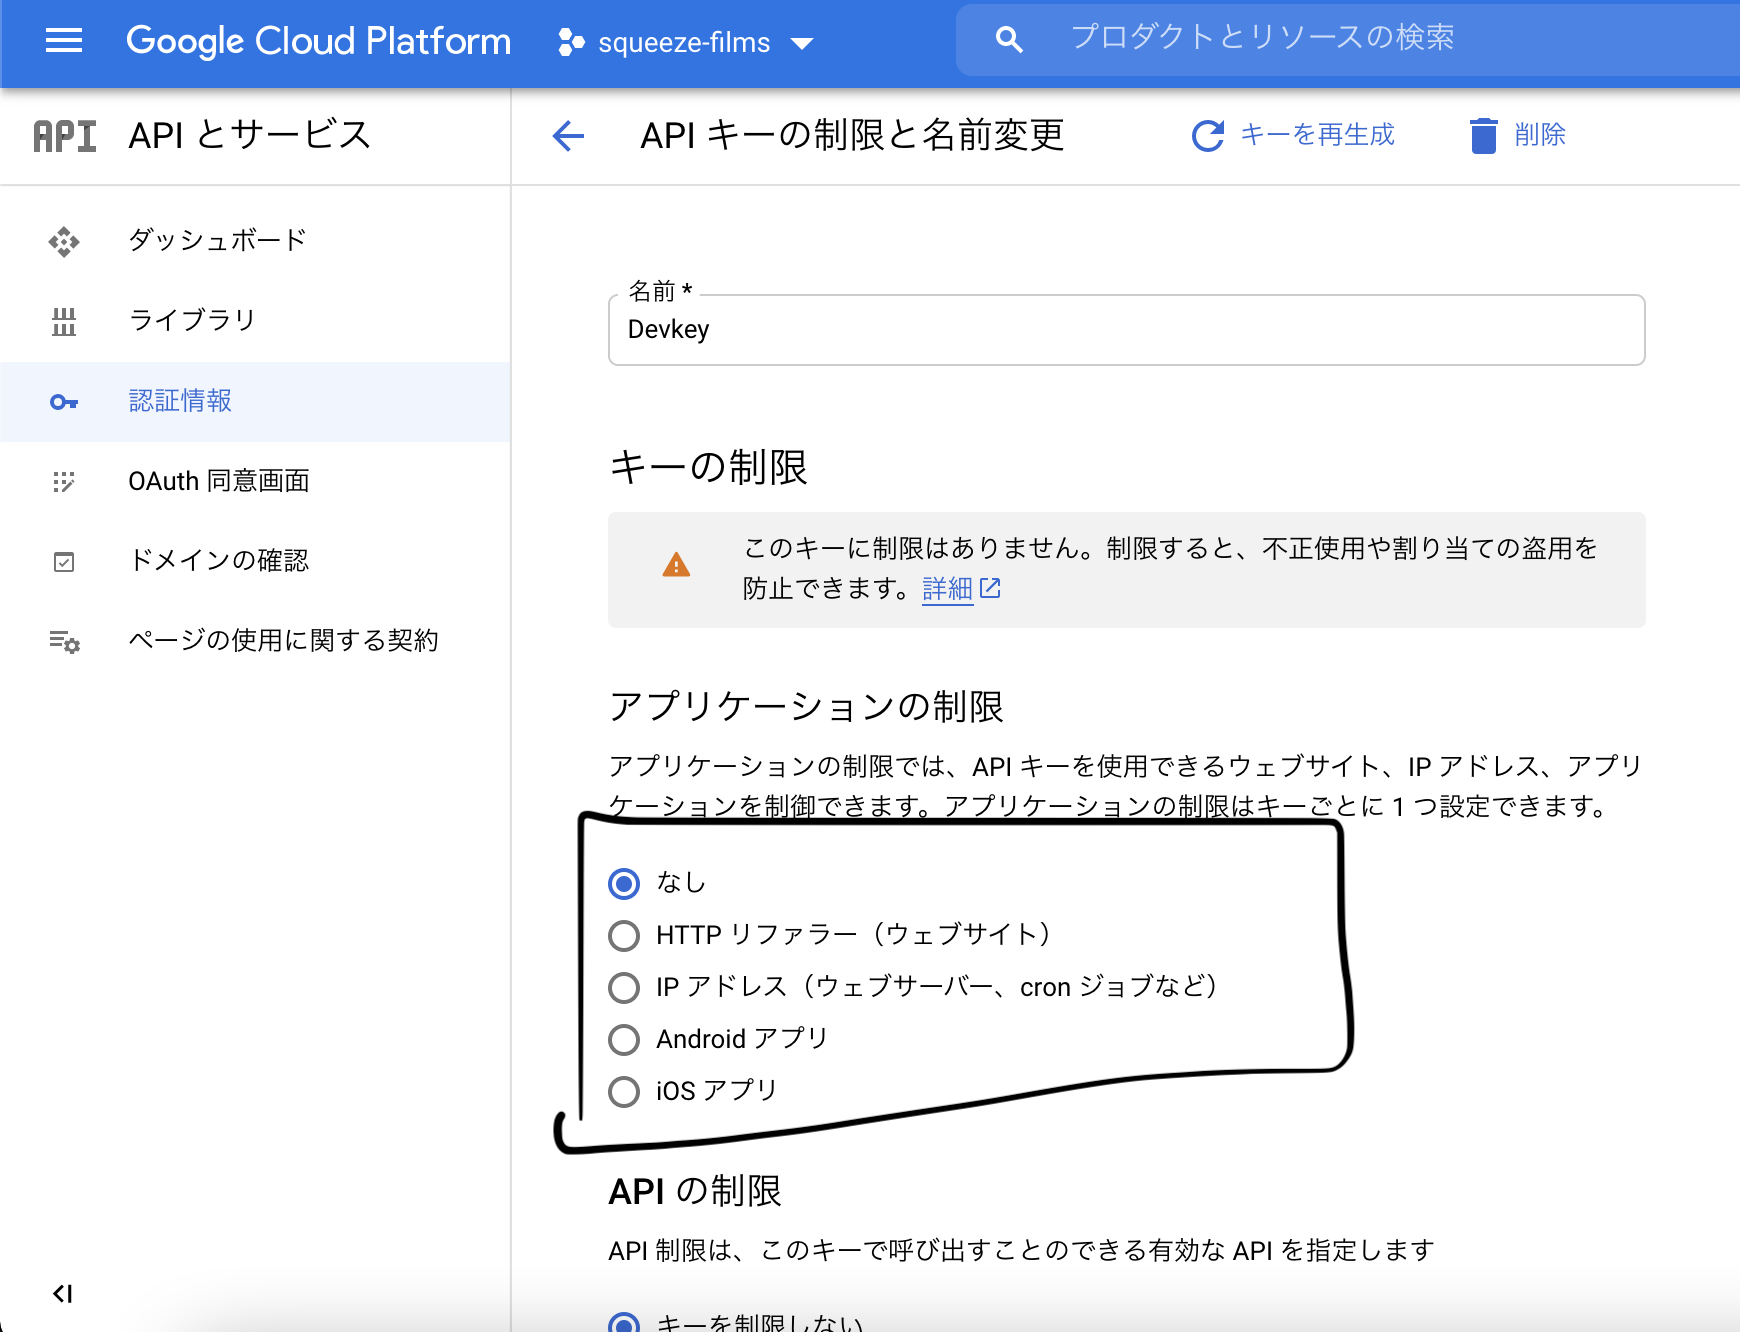 Google Cloud Platform
squeeze-films
プロダクトとリソースの検索
API
API とサービス
API キーの制限と名前変更
キーを再生成
削除
ダッシュボード
ライブラリ
認証情報
OAuth 同意画面
ドメインの確認
ページの使用に関する契約
名前 *
Devkey
キーの制限
このキーに制限はありません。制限すると、不正使用や割り当ての盗用を
防止できます。詳細
アプリケーションの制限
アプリケーションの制限では、API キーを使用できるウェブサイト、IP アドレス、アプリ
ケーションを制御できます。アプリケーションの制限はキーごとに 1 つ設定できます。
なし
HTTP リファラー（ウェブサイト）
IP アドレス（ウェブサーバー、cron ジョブなど）
Android アプリ
iOS アプリ
API の制限
API 制限は、このキーで呼び出すことのできる有効な API を指定します
キーを制限しない